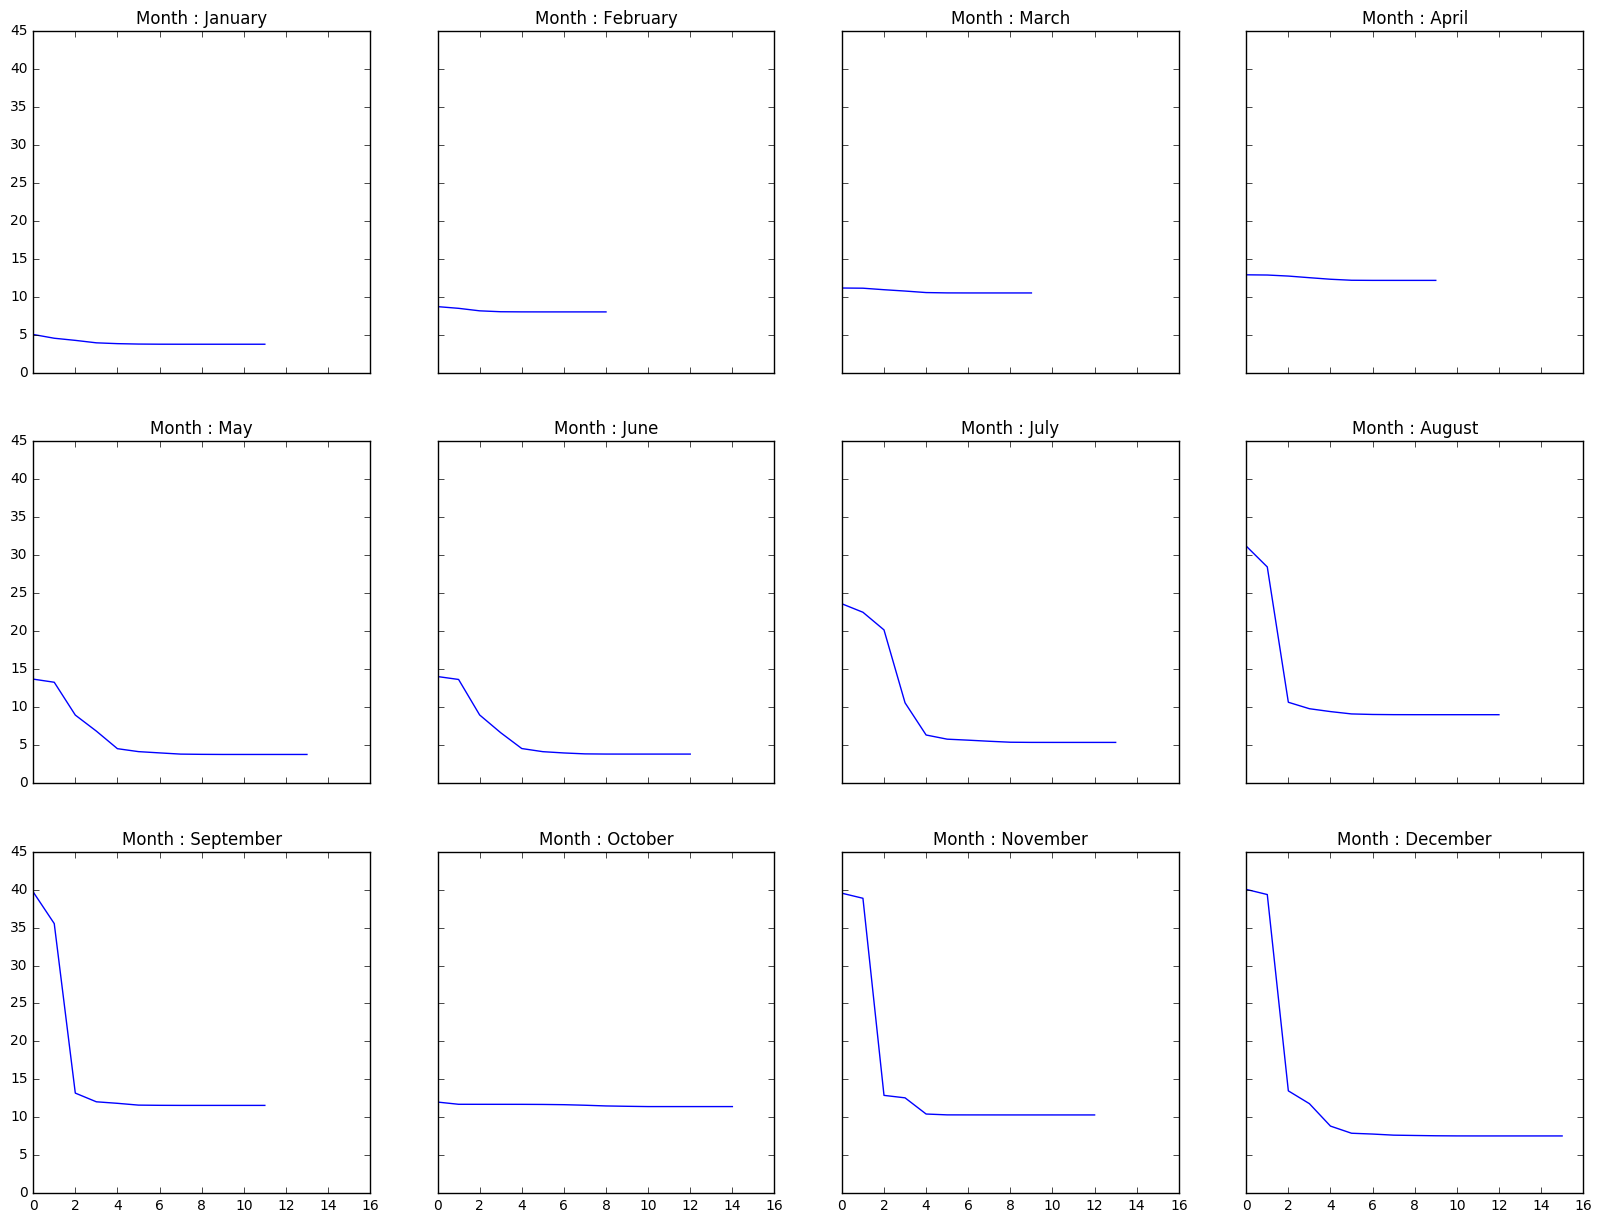 Month : January
Month : February
Month : March
Month : April
45
40
35
30
25
20
15
10
5
0
Month : May
Month : June
Month : July
Month : August
45
40
35
30
25
20
15
10
5
0
Month : September
Month : October
Month : November
Month : December
45
40
35
30
25
20
15
10
5
0
0 2 4 6 8 10 12 14 16
0 2 4 6 8 10 12 14 16
0 2 4 6 8 10 12 14 16
0 2 4 6 8 10 12 14 16